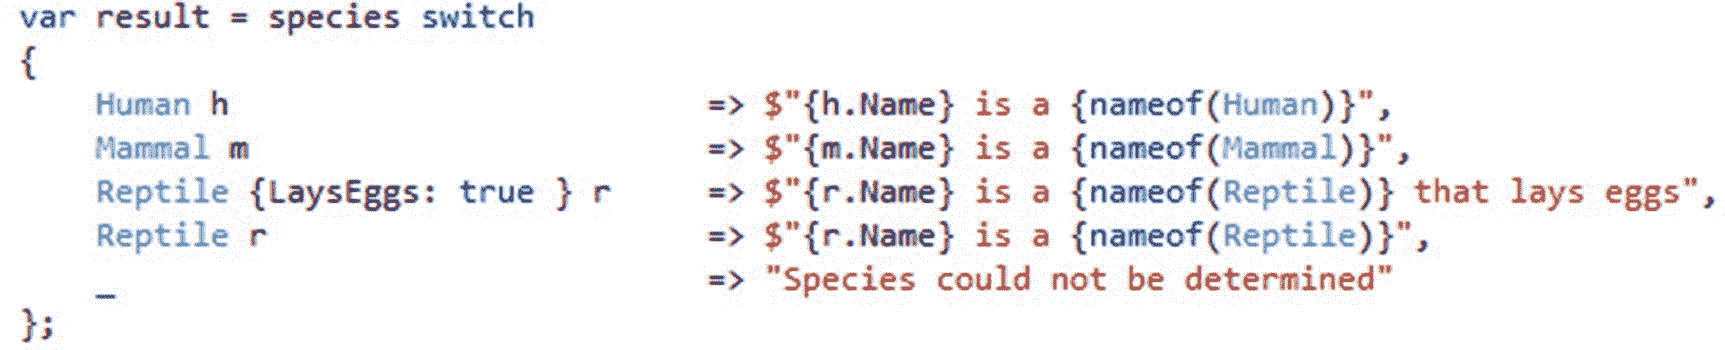 var result = species switch
{
    Human h                         => $"{h.Name} is a {nameof(Human)}",
    Mammal m                        => $"{m.Name} is a {nameof(Mammal)}",
    Reptile {LaysEggs: true } r     => $"{r.Name} is a {nameof(Reptile)} that lays eggs",
    Reptile r                       => $"{r.Name} is a {nameof(Reptile)}",
    _                               => "Species could not be determined"
};